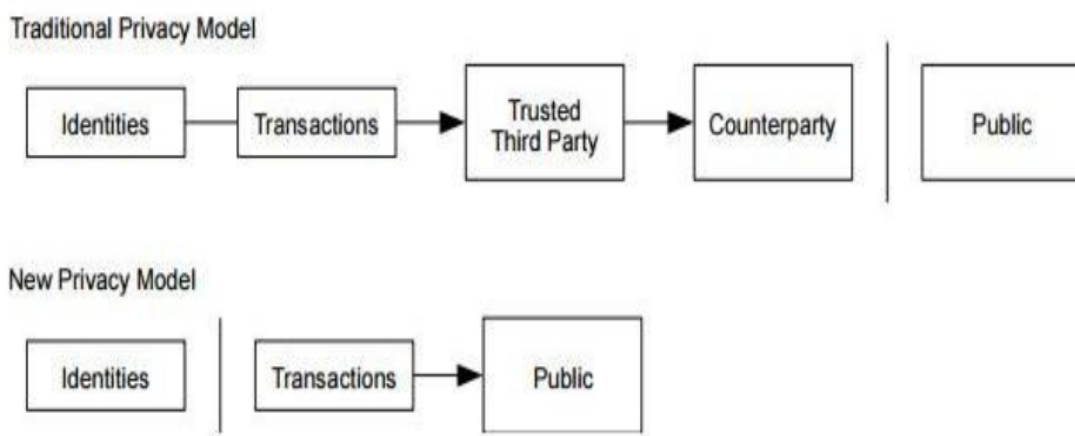 Traditional Privacy Model
Identities
Transactions
Trusted
Third Party
Counterparty
Public
New Privacy Model
Identities
Transactions
Public